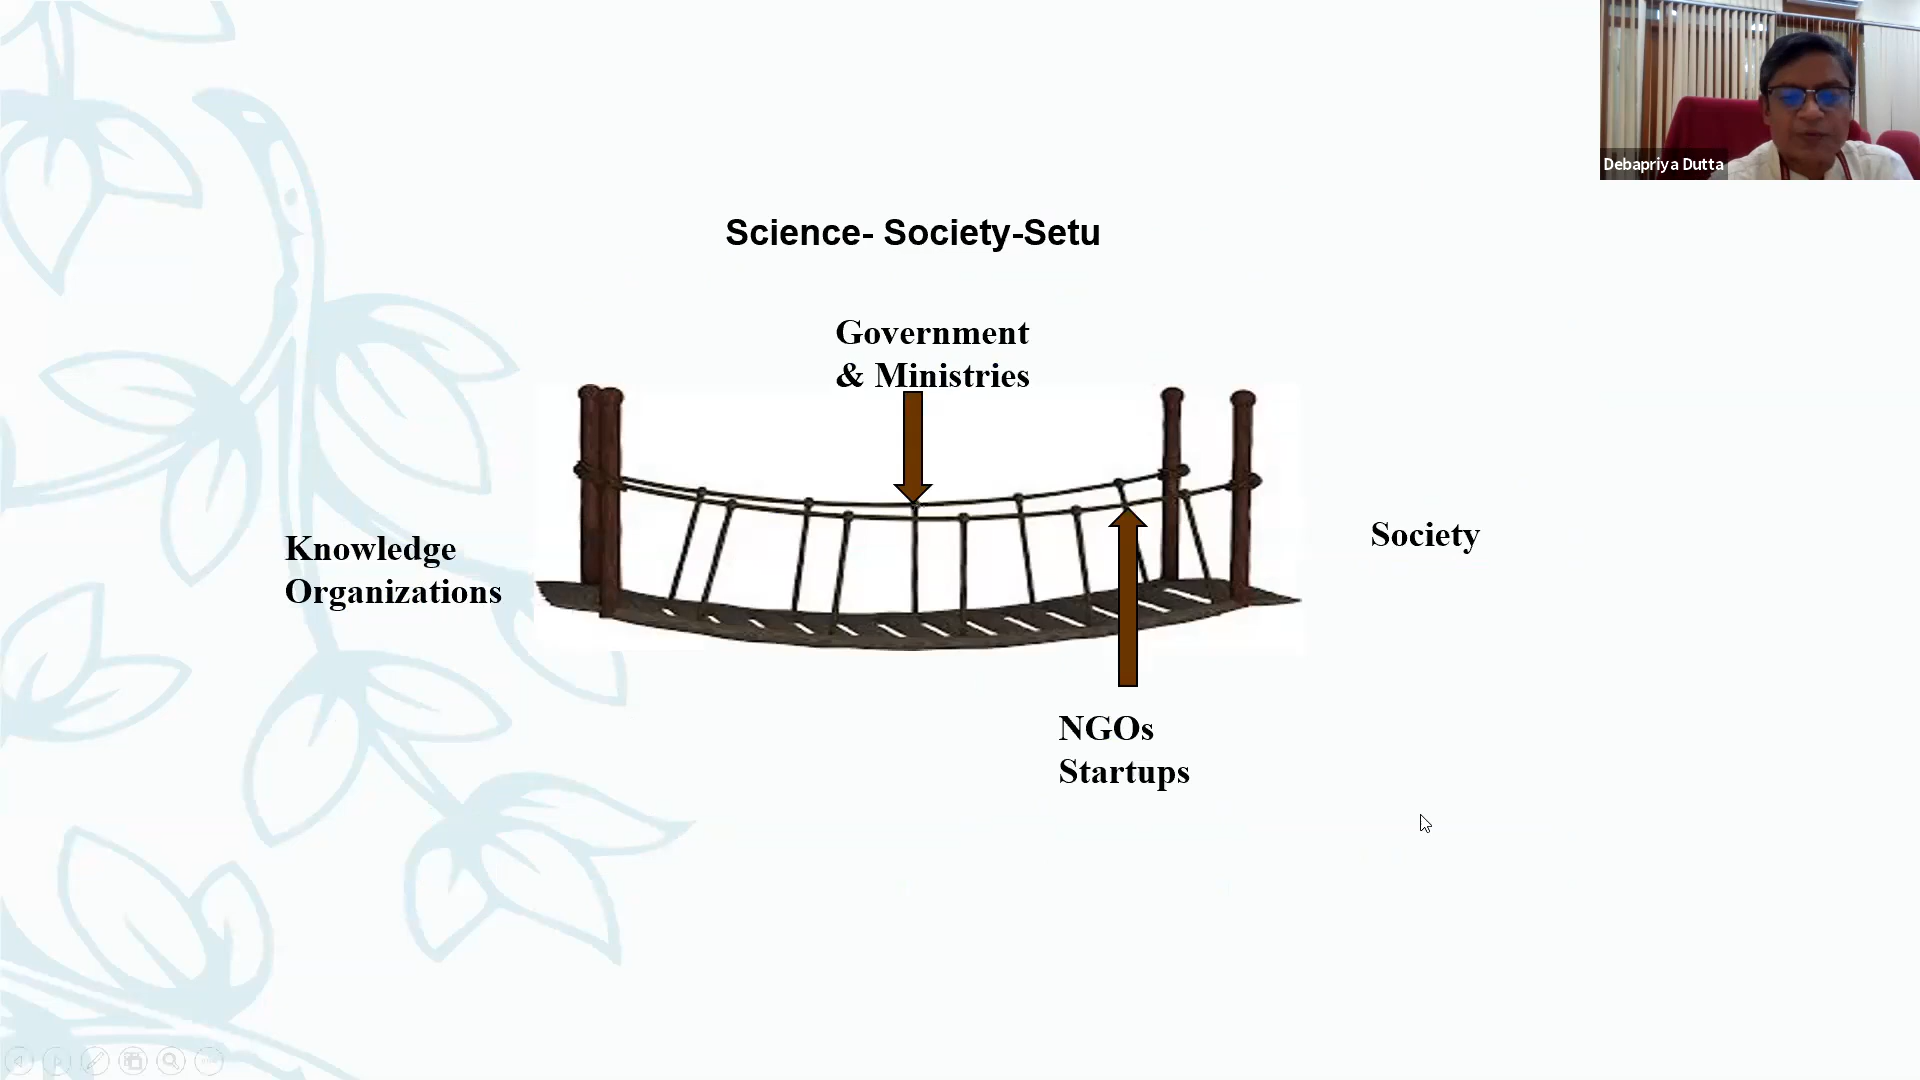 Debapriya Dutta
Science- Society-Setu
Government
& Ministries
Knowledge
Organizations
Society
NGOs
Startups